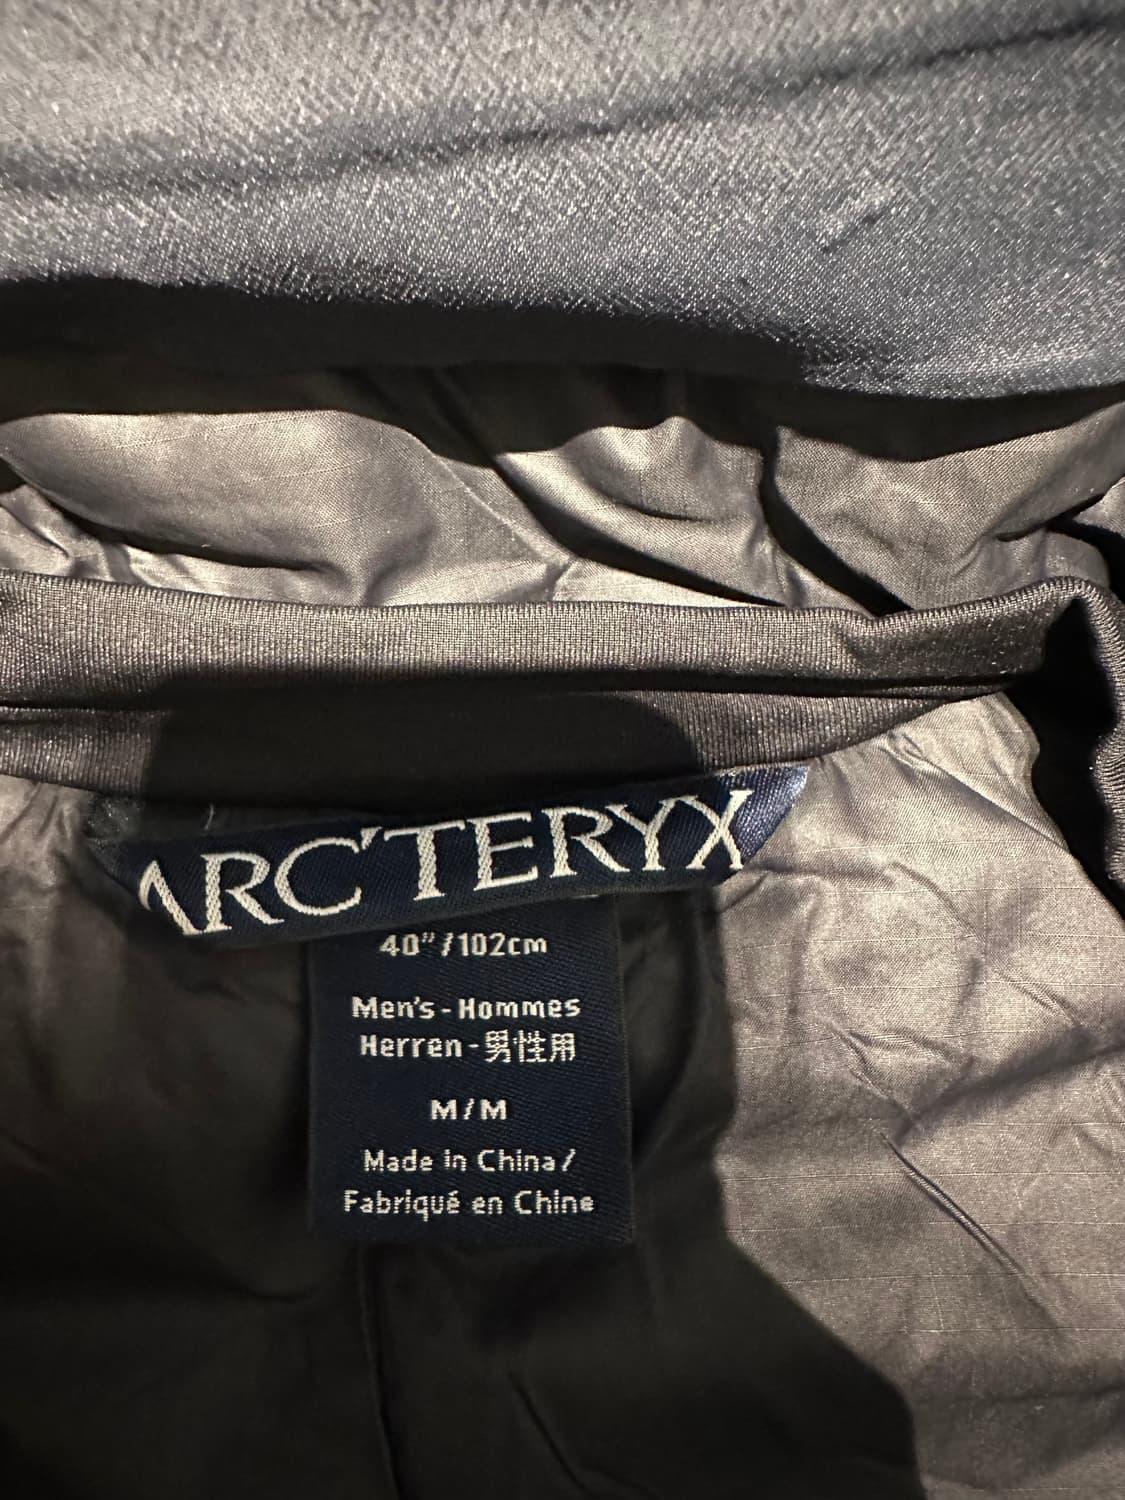 ARC'TERYX
40"/102cm
Men's - Hommes
Herren - 男性用
M/M
Made in China/
Fabriqué en Chine